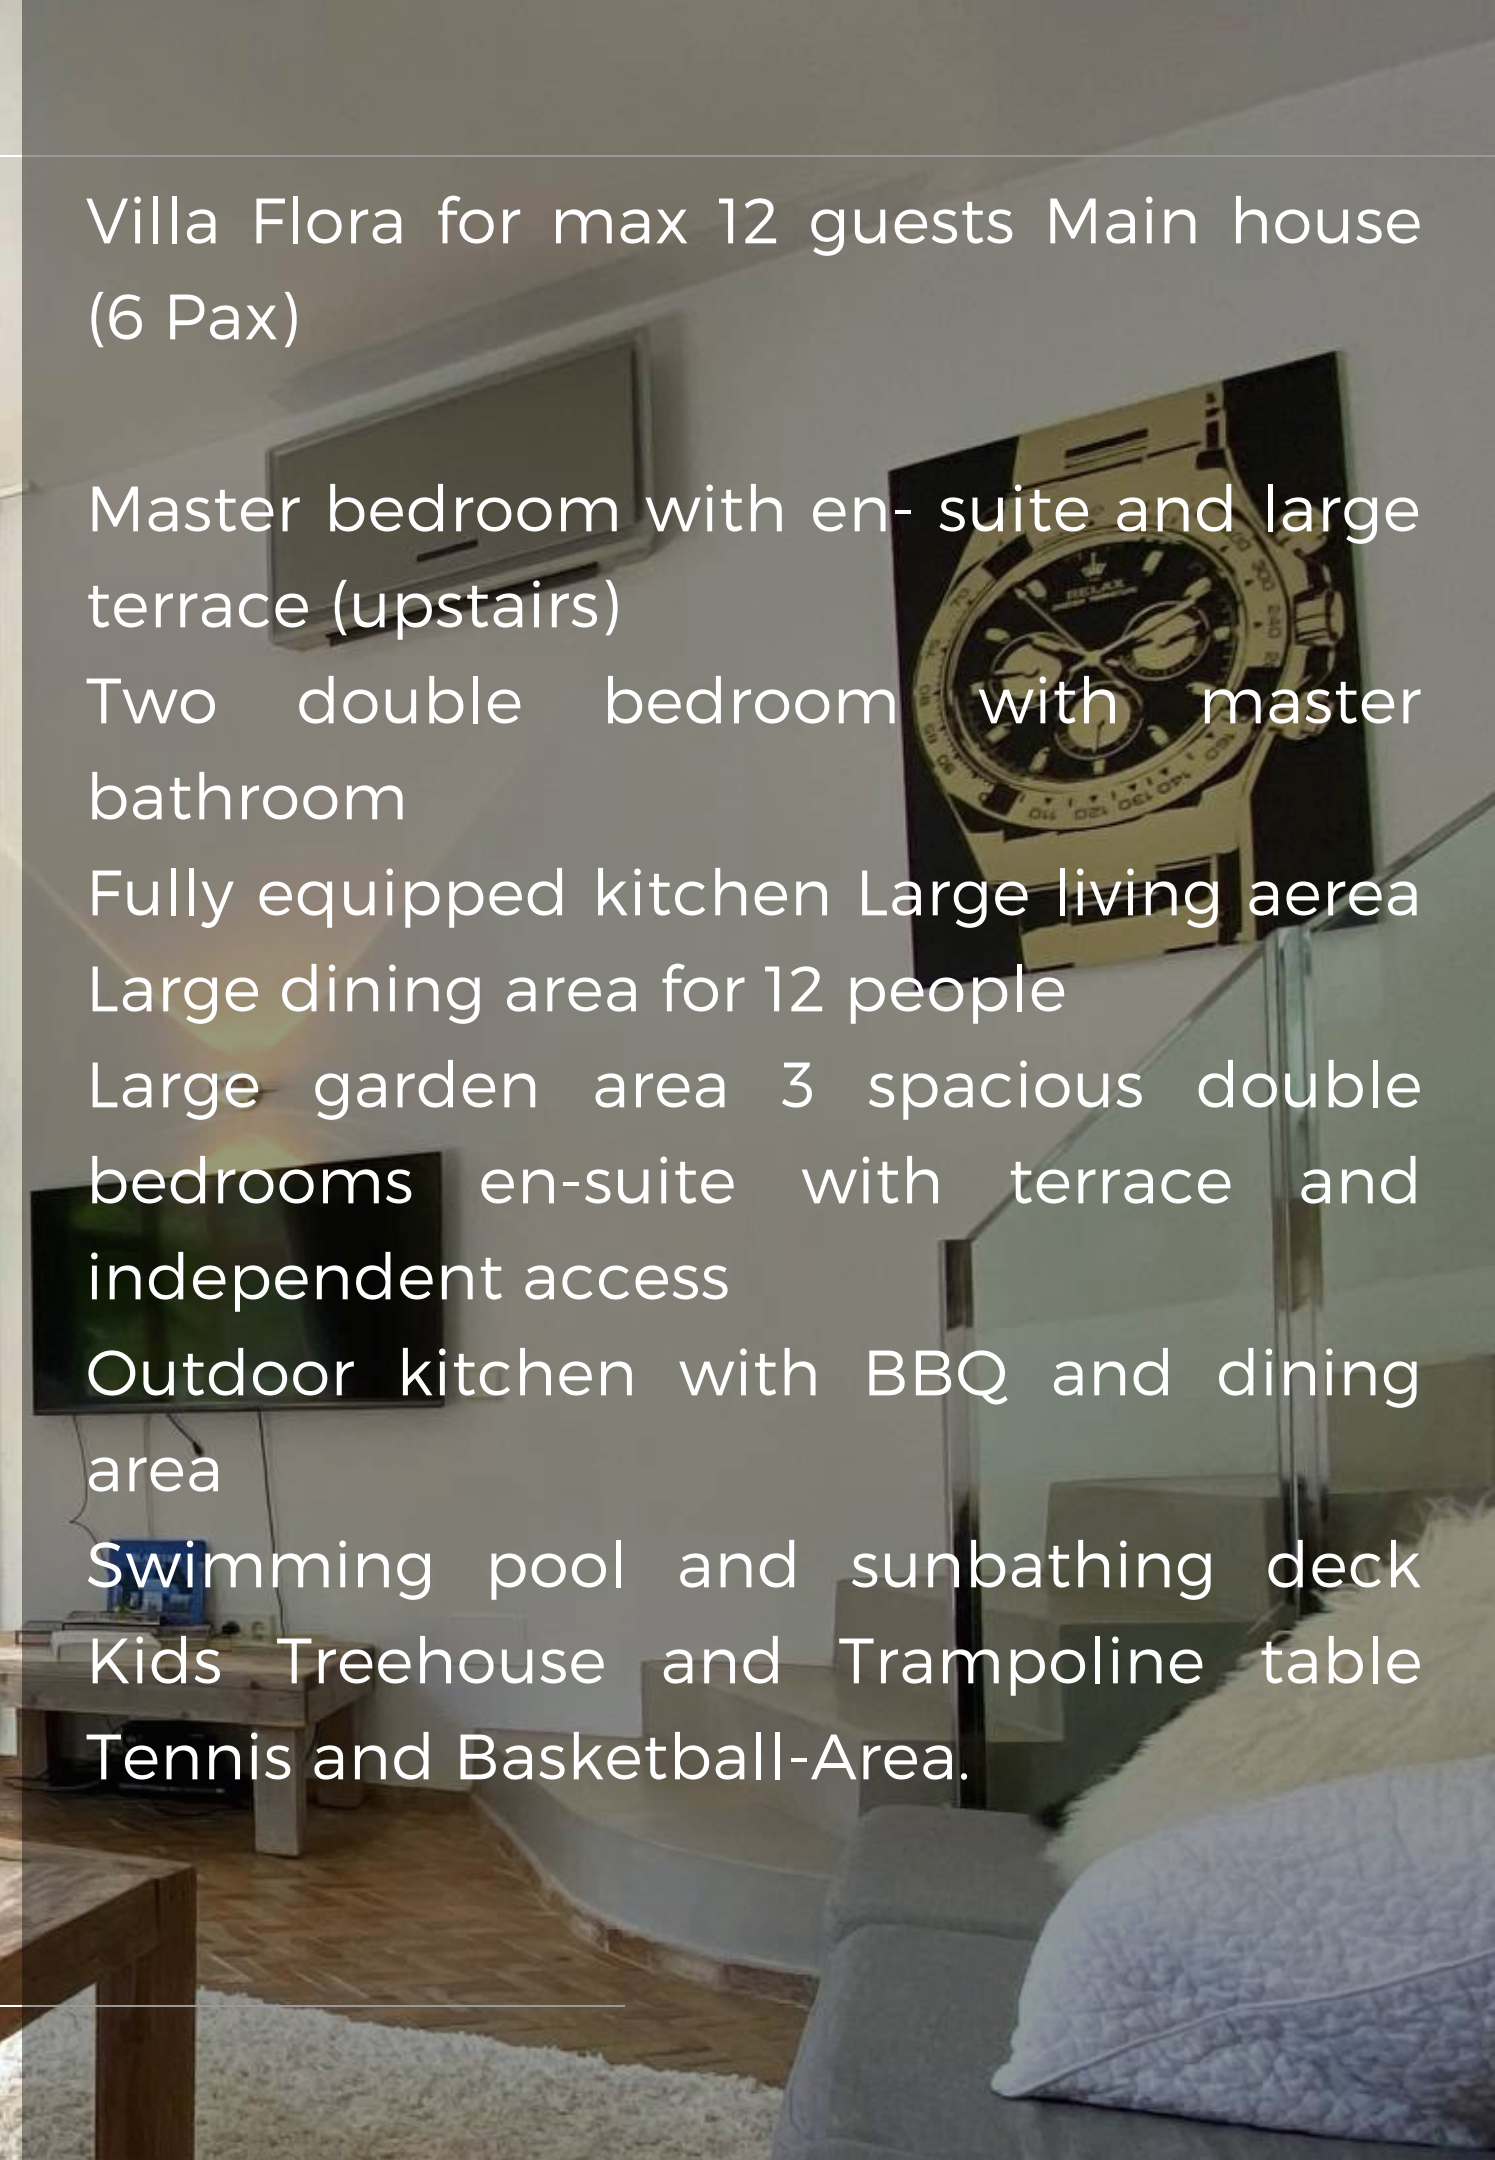 Villa Flora for max 12 guests Main house
(6 Pax)
Master bedroom with en- suite and large
terrace (upstairs)
Two double bedroom with master
bathroom
Fully equipped kitchen Large living aerea
Large dining area for 12 people
Large garden area 3 spacious double
bedrooms en-suite with terrace and
independent access
Outdoor kitchen with BBQ and dining
area
Swimming pool and sunbathing deck
Kids Treehouse and Trampoline table
Tennis and Basketball-Area.
RELAX